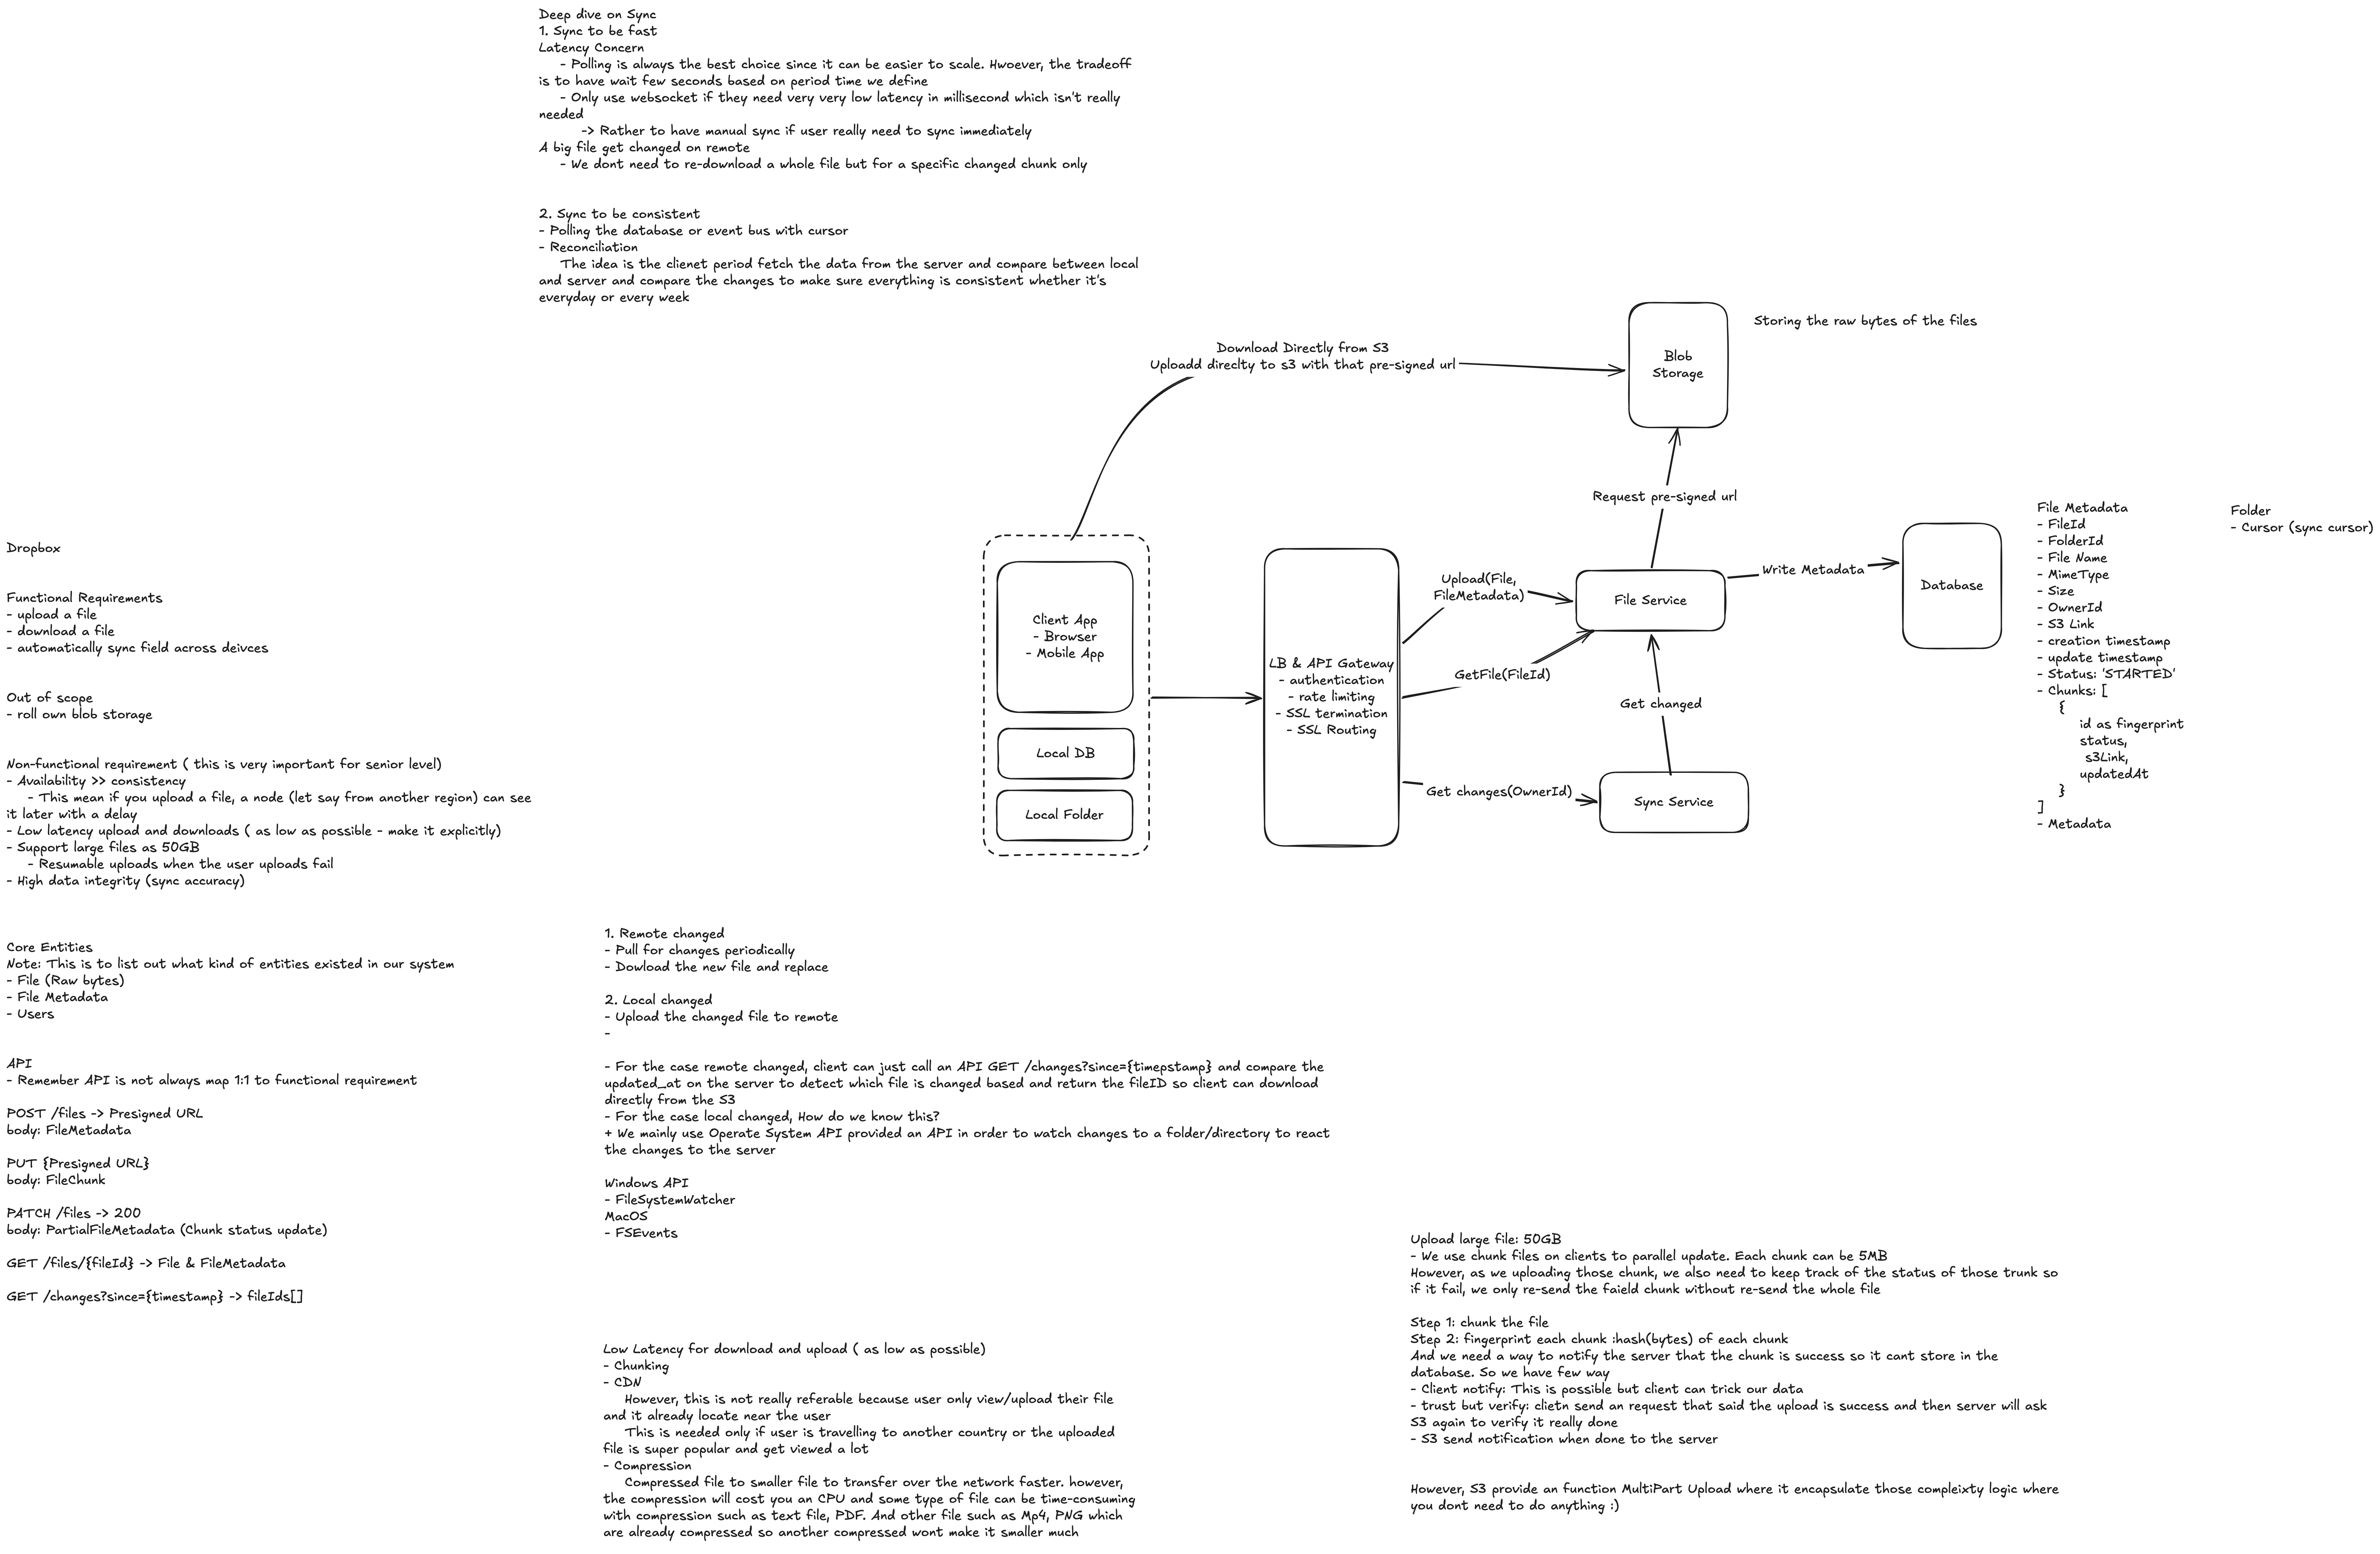 Deep dive on Sync
1. Sync to be fast
Latency Concern
- Polling is always the best choice since it can be easier to scale. Hwoever, the tradeoff
is to have wait few seconds based on period time we define
- Only use websocket if they need very very low latency in millisecond which isn't really
needed
-> Rather to have manual sync if user really need to sync immediately
A big file get changed on remote
- We dont need to re-download a whole file but for a specific changed chunk only
2. Sync to be consistent
- Polling the database or event bus with cursor
- Reconciliation
The idea is the clienet period fetch the data from the server and compare between local
and server and compare the changes to make sure everything is consistent whether it's
everyday or every week
Dropbox
Functional Requirements
- upload a file
- download a file
- automatically sync field across deivces
Out of scope
- roll own blob storage
Non-functional requirement ( this is very important for senior level)
- Availability >> consistency
- This mean if you upload a file, a node (let say from another region) can see
it later with a delay
- Low latency upload and downloads ( as low as possible - make it explicitly)
- Support large files as 50GB
- Resumable uploads when the user uploads fail
- High data integrity (sync accuracy)
Core Entities
Note: This is to list out what kind of entities existed in our system
- File (Raw bytes)
- File Metadata
- Users
API
- Remember API is not always map 1:1 to functional requirement
POST /files -> Presigned URL
body: FileMetadata
PUT {Presigned URL}
body: FileChunk
PATCH /files -> 200
body: PartialFileMetadata (Chunk status update)
GET /files/{fileId} -> File & FileMetadata
GET /changes?since={timestamp} -> fileIds[]
Download Directly from S3
Uploadd direclty to s3 with that pre-signed url
Blob
Storage
Storing the raw bytes of the files
Request pre-signed url
Client App
- Browser
- Mobile App
Local DB
Local Folder
LB & API Gateway
- authentication
- rate limiting
- SSL termination
- SSL Routing
Upload(File,
FileMetadata)
GetFile(FileId)
Get changes(OwnerId)
File Service
Get changed
Sync Service
Write Metadata
Database
File Metadata
- FileId
- FolderId
- File Name
- MimeType
- Size
- OwnerId
- S3 Link
- creation timestamp
- update timestamp
- Status: 'STARTED'
- Chunks: [
{
id as fingerprint
status,
s3Link,
updatedAt
}
]
- Metadata
Folder
- Cursor (sync cursor)
1. Remote changed
- Pull for changes periodically
- Dowload the new file and replace
2. Local changed
- Upload the changed file to remote
-
- For the case remote changed, client can just call an API GET /changes?since={timepstamp} and compare the
updated_at on the server to detect which file is changed based and return the fileID so client can download
directly from the S3
- For the case local changed, How do we know this?
+ We mainly use Operate System API provided an API in order to watch changes to a folder/directory to react
the changes to the server
Windows API
- FileSystemWatcher
MacOS
- FSEvents
Low Latency for download and upload ( as low as possible)
- Chunking
- CDN
However, this is not really referable because user only view/upload their file
and it already locate near the user
This is needed only if user is travelling to another country or the uploaded
file is super popular and get viewed a lot
- Compression
Compressed file to smaller file to transfer over the network faster. however,
the compression will cost you an CPU and some type of file can be time-consuming
with compression such as text file, PDF. And other file such as Mp4, PNG which
are already compressed so another compressed wont make it smaller much
Upload large file: 50GB
- We use chunk files on clients to parallel update. Each chunk can be 5MB
However, as we uploading those chunk, we also need to keep track of the status of those trunk so
if it fail, we only re-send the faield chunk without re-send the whole file
Step 1: chunk the file
Step 2: fingerprint each chunk :hash(bytes) of each chunk
And we need a way to notify the server that the chunk is success so it cant store in the
database. So we have few way
- Client notify: This is possible but client can trick our data
- trust but verify: clietn send an request that said the upload is success and then server will ask
S3 again to verify it really done
- S3 send notification when done to the server
However, S3 provide an function MultiPart Upload where it encapsulate those compleixty logic where
you dont need to do anything :)